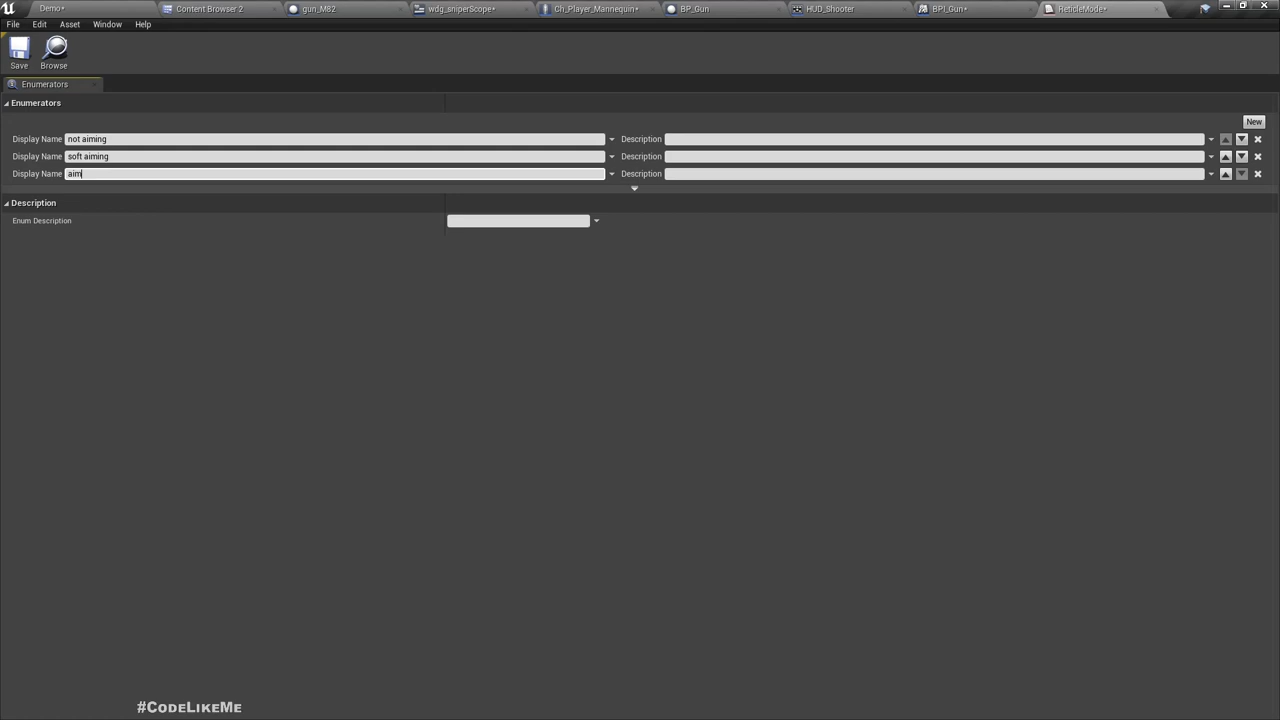 Demo*
Content Browser 2
gun_M82
wdg_sniperScope*
Ch_Player_Mannequin*
BP_Gun
HUD_Shooter
BPI_Gun*
ReticleMode*
File Edit Asset Window Help
Save Browse
Enumerators
Enumerators
New
Display Name not aiming Description
Display Name soft aiming Description
Display Name aim Description
Description
Enum Description
#CodeLikeMe